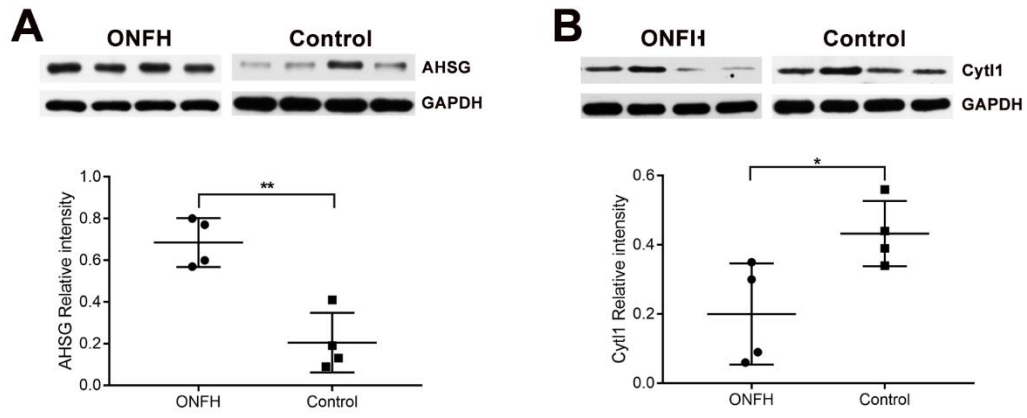 A
ONFH Control
AHSG
GAPDH
AHSG Relative intensity
1.0
0.8
0.6
0.4
0.2
0.0
**
ONFH Control
B
ONFH Control
Cytl1
GAPDH
Cytl1 Relative intensity
0.6
0.4
0.2
0.0
*
ONFH Control